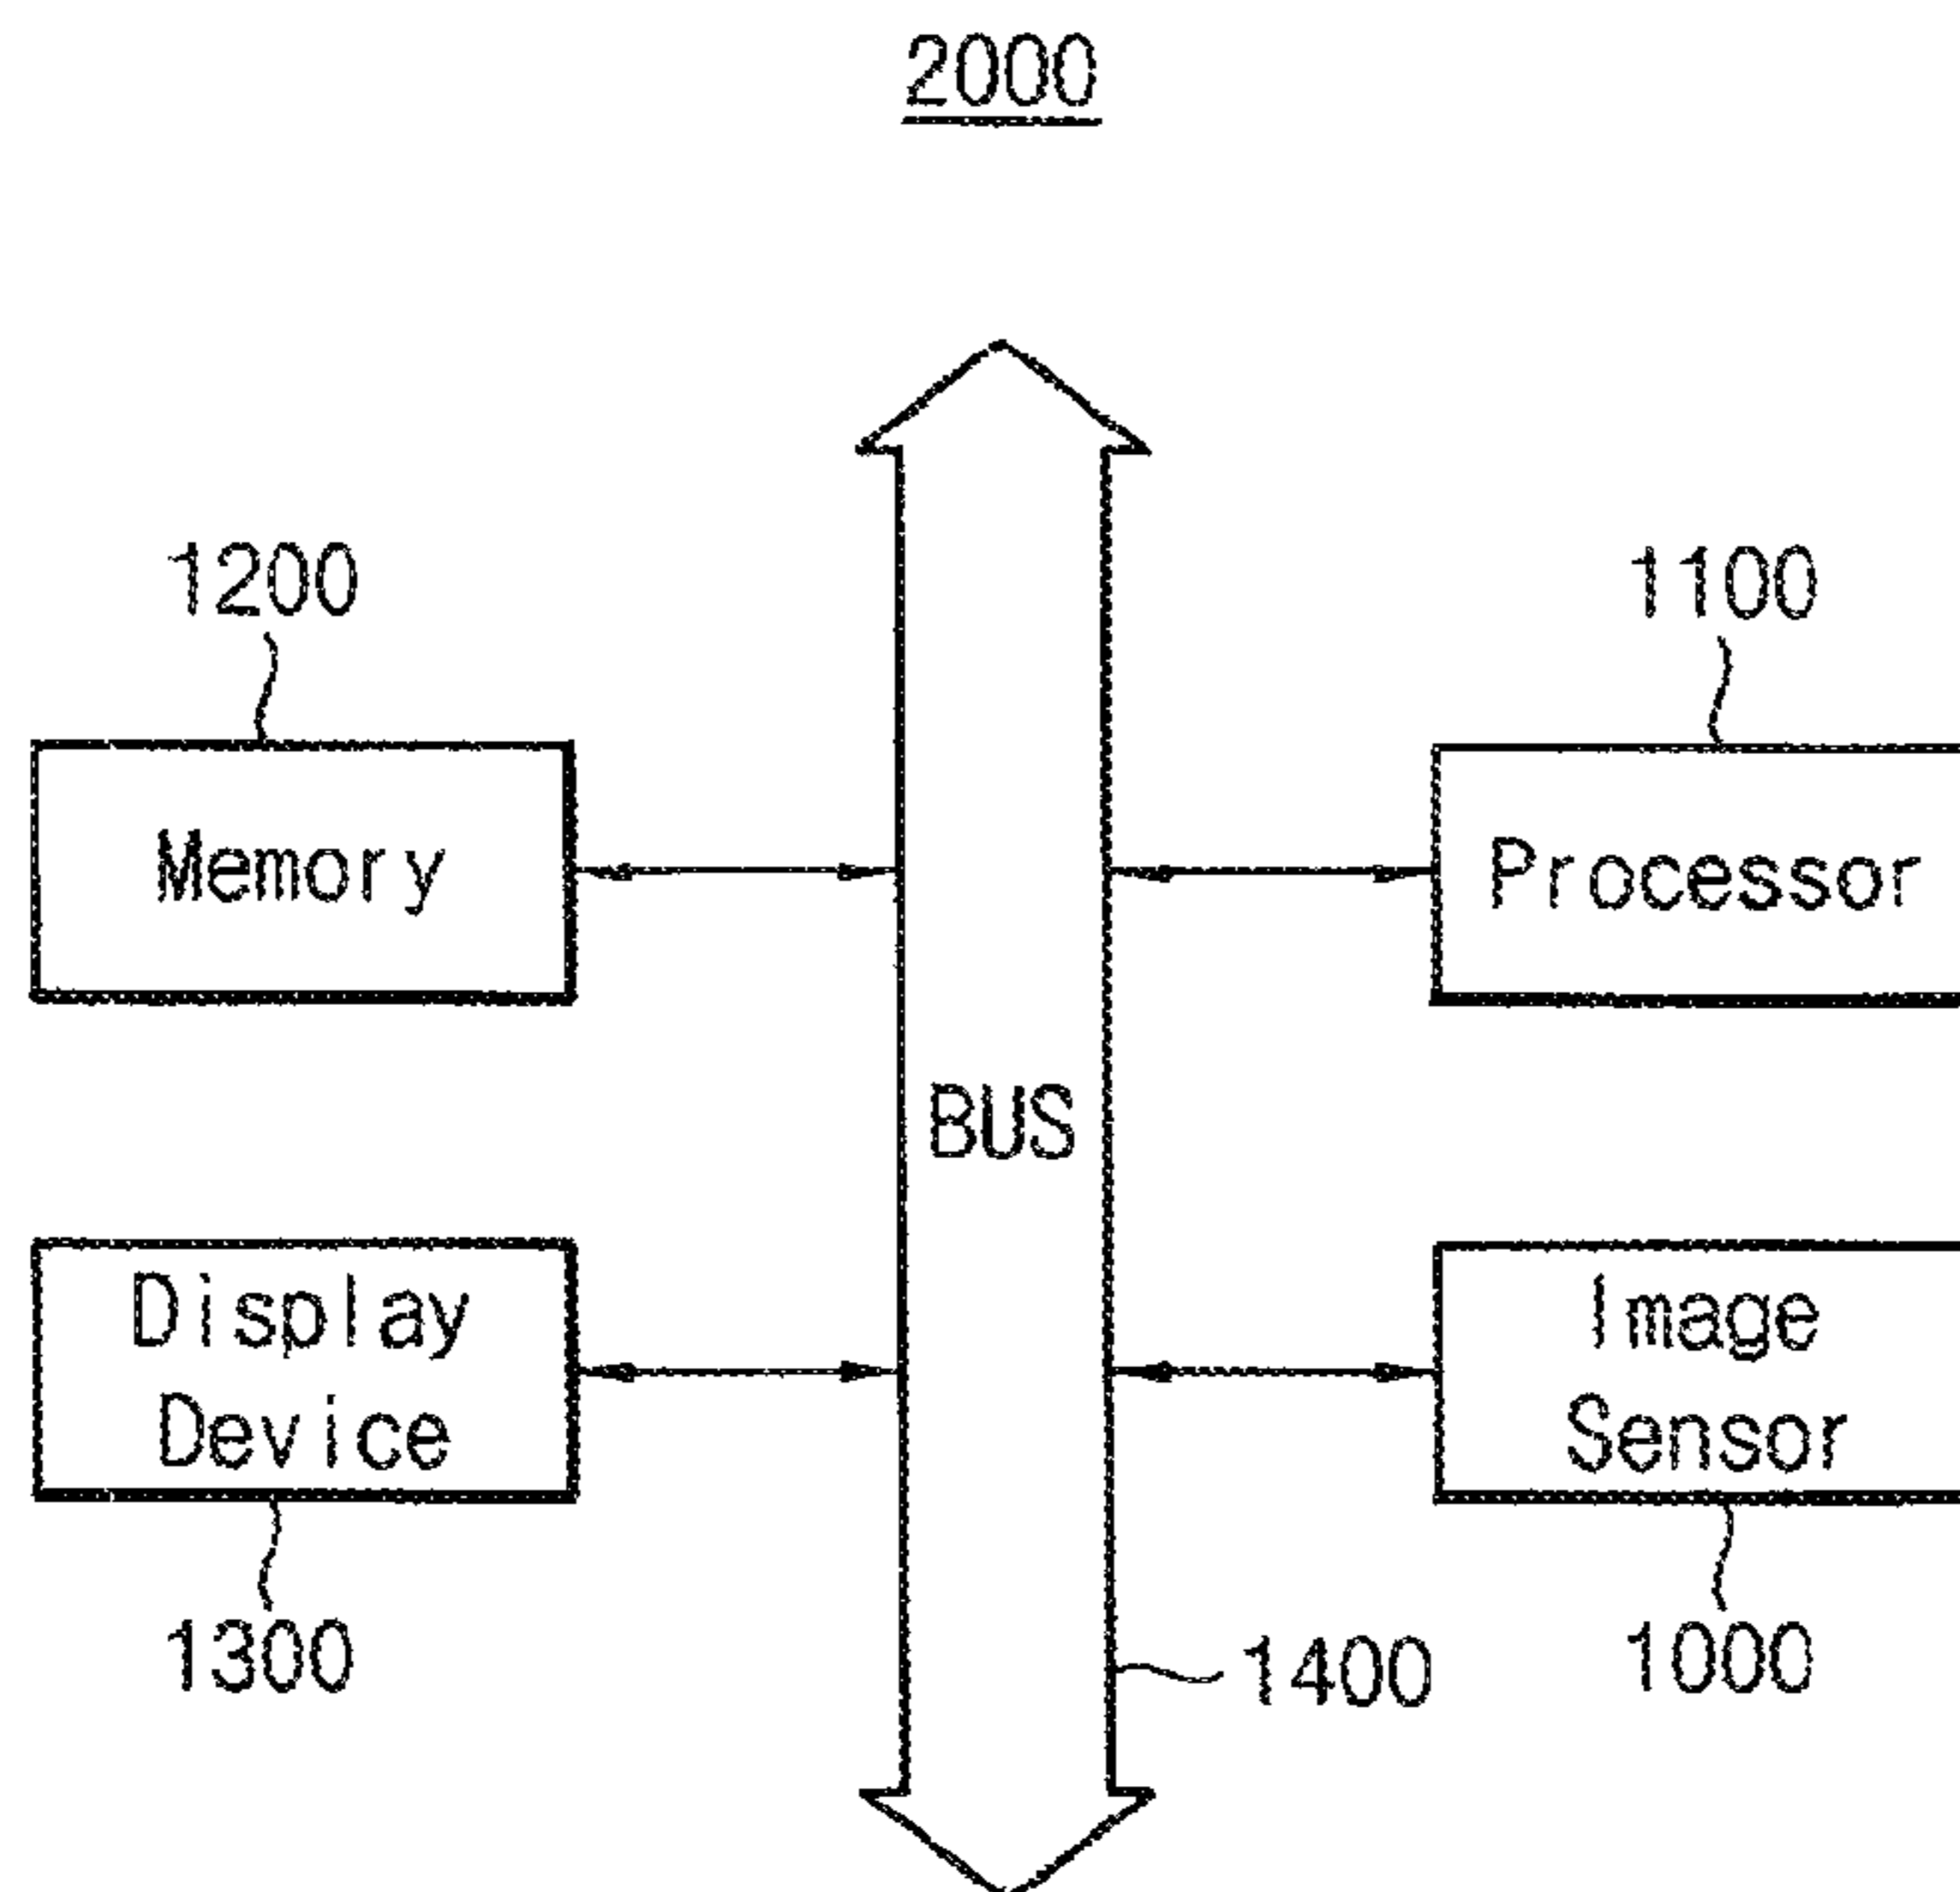 2000
1200
1100
Memory
Processor
BUS
Display
Device
Image
Sensor
1300
1400
1000